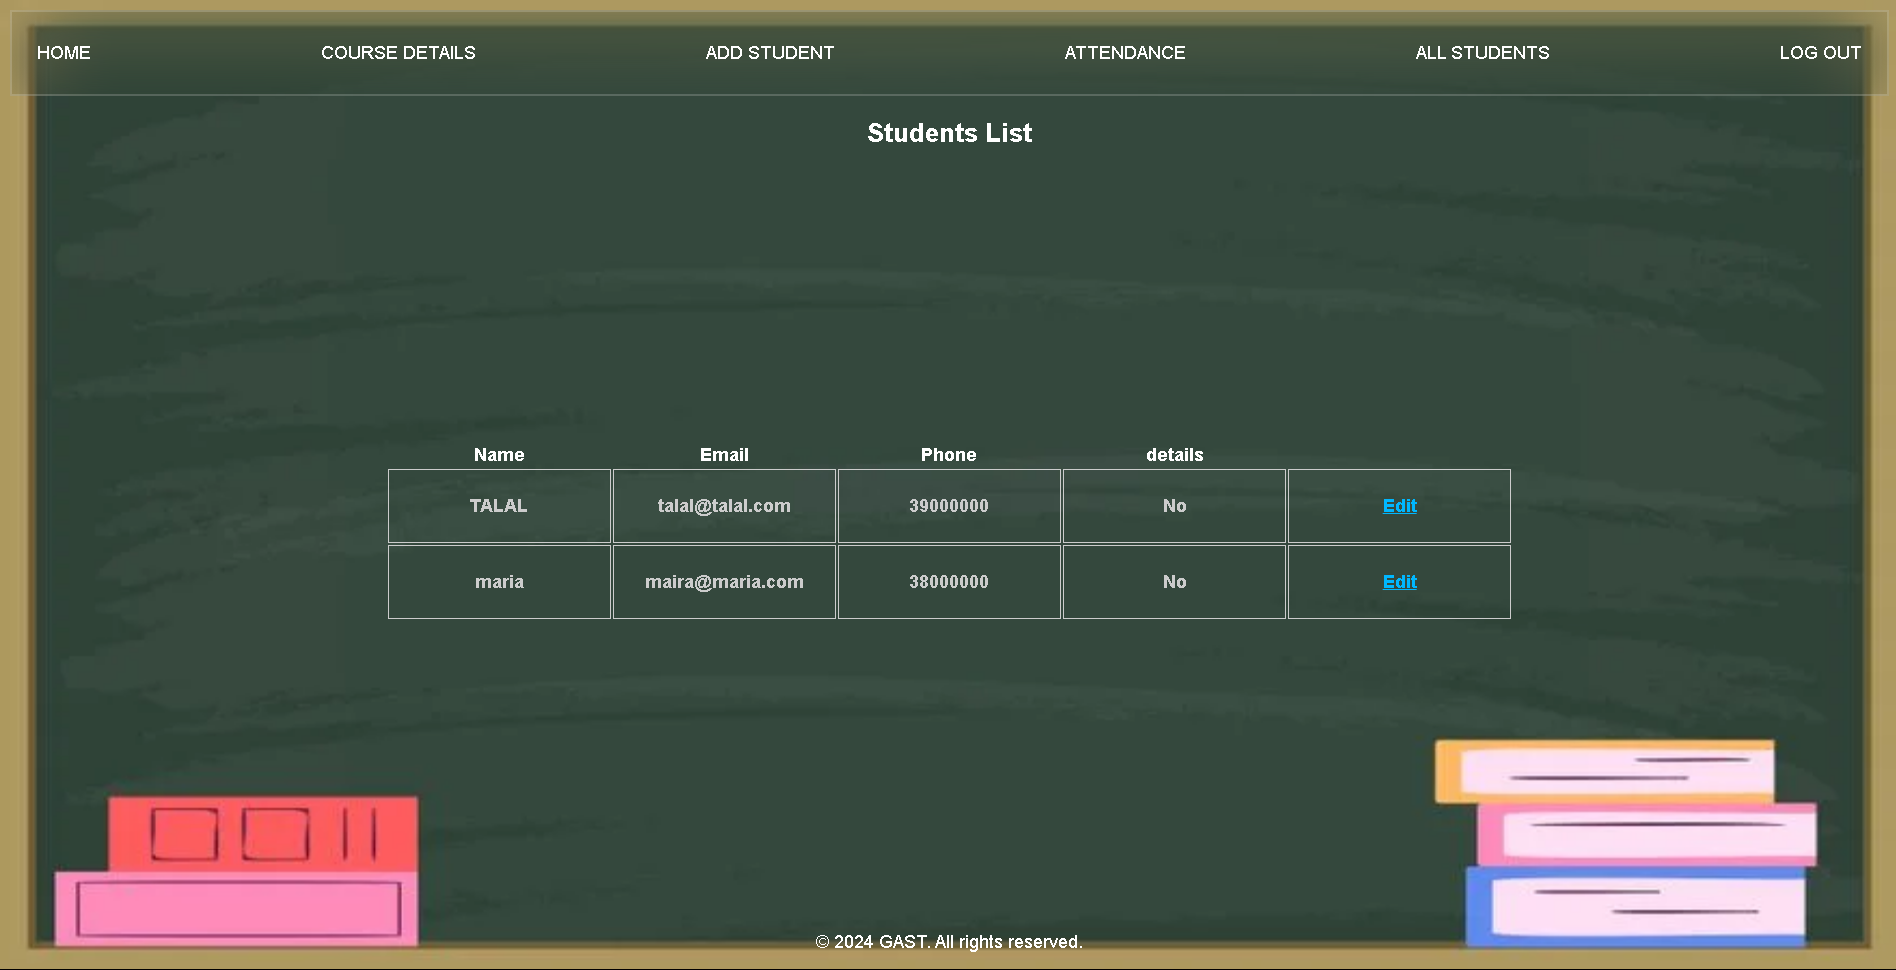 HOME COURSE DETAILS ADD STUDENT ATTENDANCE ALL STUDENTS LOG OUT
Students List
Name Email Phone details
TALAL talal@talal.com 39000000 No Edit
maria maira@maria.com 38000000 No Edit
© 2024 GAST. All rights reserved.